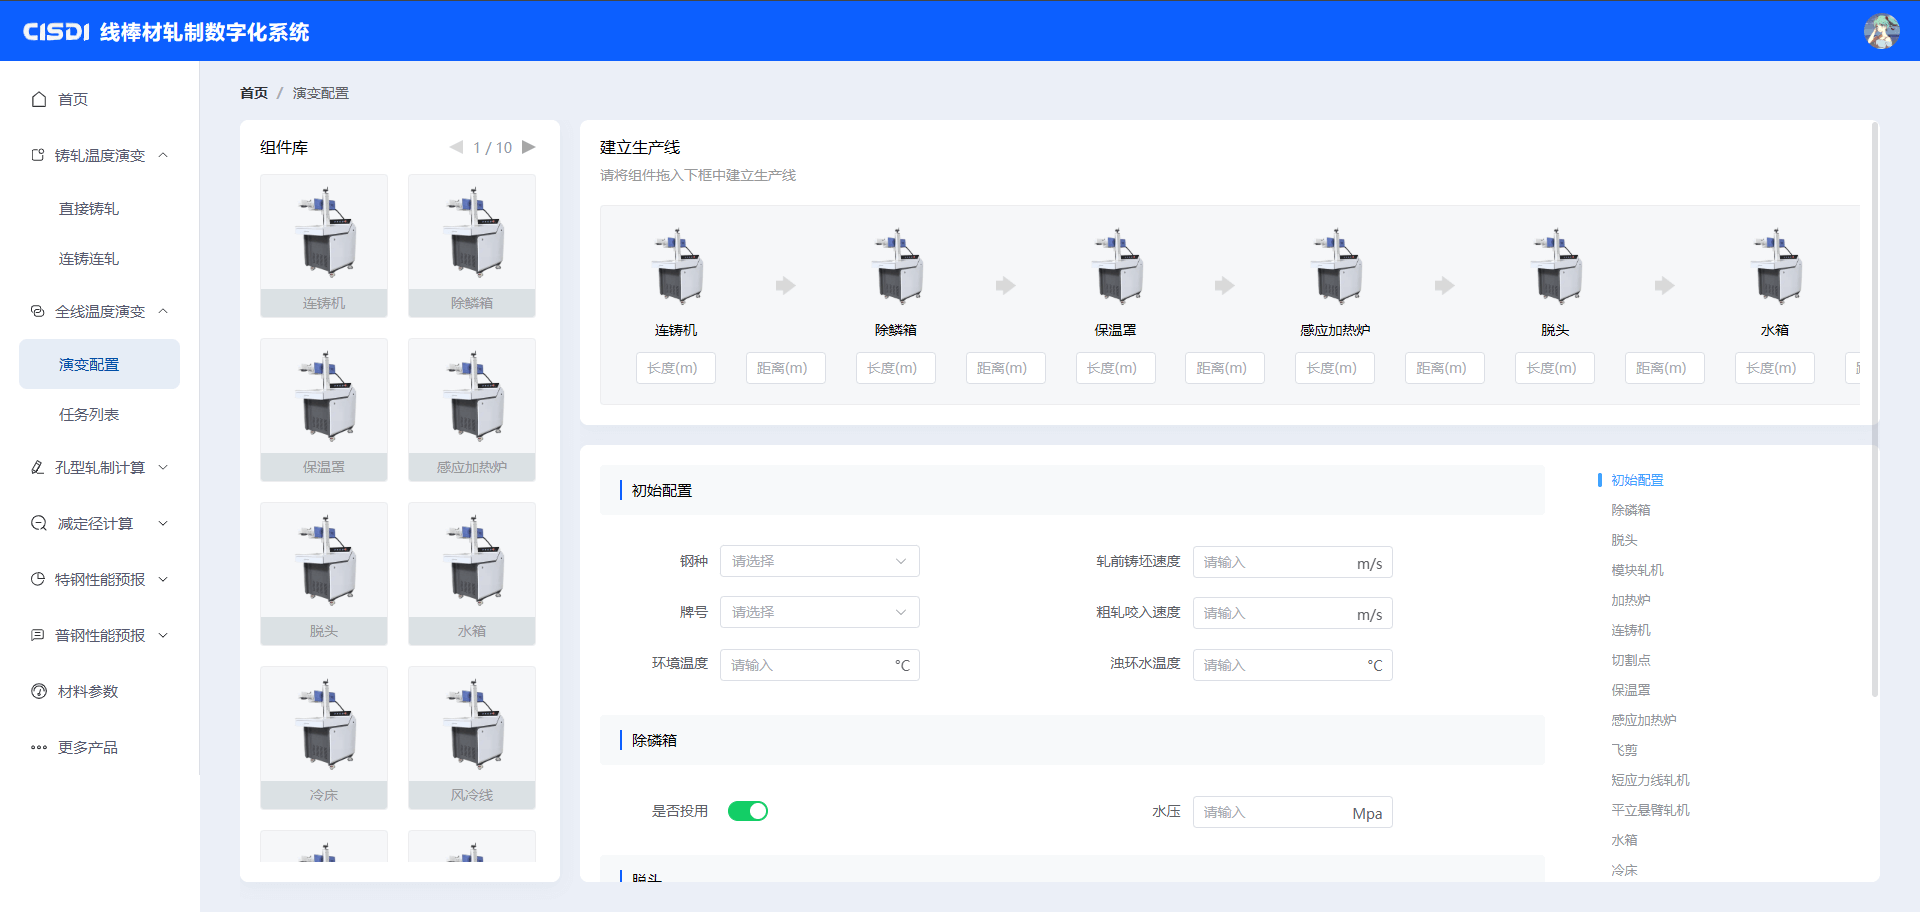 CISDI 线棒材轧制数字化系统
首页
铸轧温度演变
直接铸轧
连铸连轧
全线温度演变
演变配置
任务列表
孔型轧制计算
减定径计算
特钢性能预报
普钢性能预报
材料参数
更多产品
首页 / 演变配置
组件库
1 / 10
连铸机 除鳞箱
保温罩 感应加热炉
脱头 水箱
冷床 风冷线
建立生产线
请将组件拖入下框中建立生产线
连铸机 除鳞箱 保温罩 感应加热炉 脱头 水箱
长度(m) 距离(m) 长度(m) 距离(m) 长度(m) 距离(m) 长度(m) 距离(m) 长度(m) 距离(m) 长度(m)
初始配置
钢种 请选择 轧前铸坯速度 请输入 m/s
牌号 请选择 粗轧咬入速度 请输入 m/s
环境温度 请输入 °C 浊环水温度 请输入 °C
除磷箱
是否投用 水压 请输入 Mpa
脱头
初始配置
除磷箱
脱头
模块轧机
加热炉
连铸机
切割点
保温罩
感应加热炉
飞剪
短应力线轧机
平立悬臂轧机
水箱
冷床